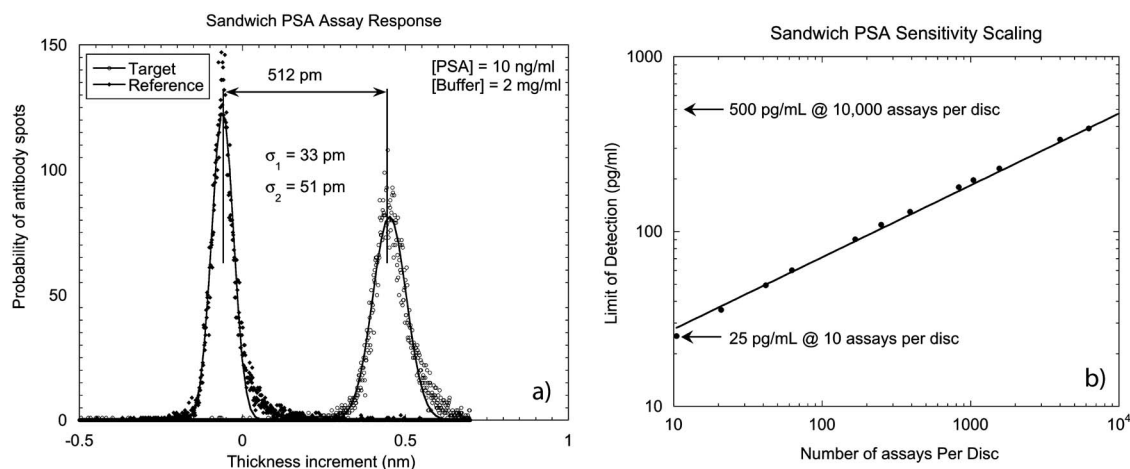 Sandwich PSA Assay Response
150
100
50
0
Probability of antibody spots
-0.5
0
0.5
1
Thickness increment (nm)
Target
Reference
512 pm
[PSA] = 10 ng/ml
[Buffer] = 2 mg/ml
σ1 = 33 pm
σ2 = 51 pm
a)
Sandwich PSA Sensitivity Scaling
1000
100
10
Limit of Detection (pg/ml)
10
100
1000
10⁴
Number of assays Per Disc
500 pg/mL @ 10,000 assays per disc
25 pg/mL @ 10 assays per disc
b)